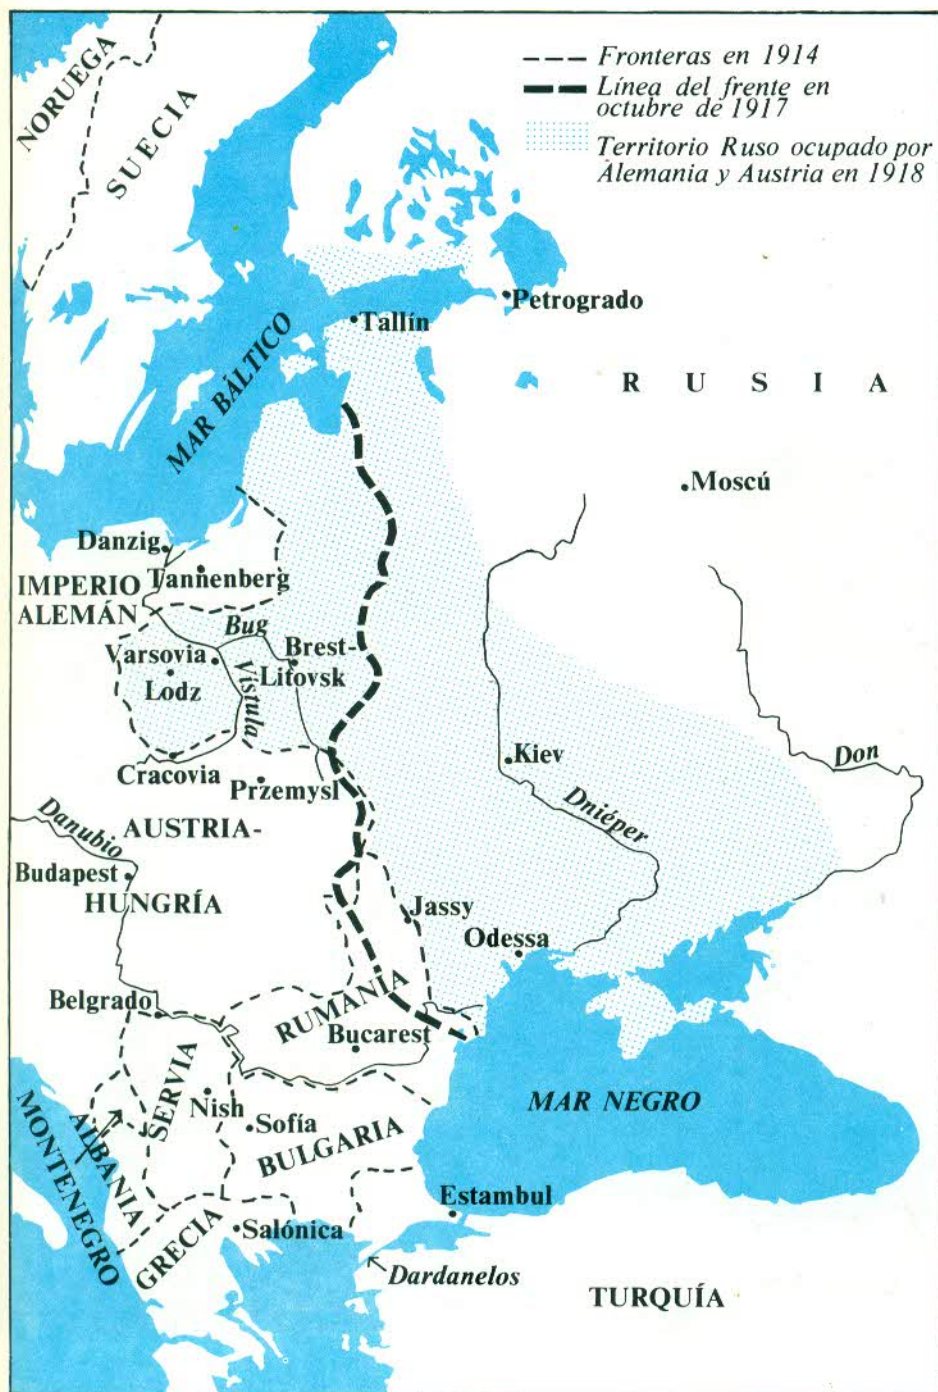 Fronteras en 1914
Línea del frente en
octubre de 1917
Territorio Ruso ocupado por
Alemania y Austria en 1918
NORUEGA
SUECIA
Petrogrado
Tallín
MAR BÁLTICO
R U S I A
Moscú
Danzig
Tannenberg
IMPERIO
ALEMÁN
Bug
Varsovia
Brest-
Litovsk
Lodz
Vístula
Cracovia
Przemysl
Kiev
Don
Dniéper
Danubio
AUSTRIA-
Budapest
HUNGRÍA
Jassy
Odessa
Belgrado
RUMANÍA
Bucarest
SERVIA
Nish
Sofía
BULGARIA
MAR NEGRO
MONTENEGRO
ALBANIA
GRECIA
Salónica
Estambul
Dardanelos
TURQUÍA